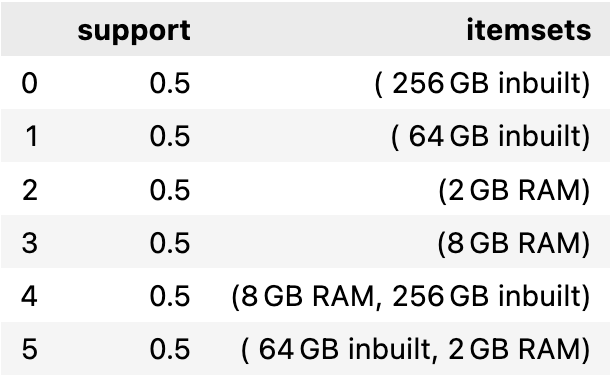 support itemsets
0 0.5 ( 256 GB inbuilt)
1 0.5 ( 64 GB inbuilt)
2 0.5 (2 GB RAM)
3 0.5 (8 GB RAM)
4 0.5 (8 GB RAM, 256 GB inbuilt)
5 0.5 ( 64 GB inbuilt, 2 GB RAM)